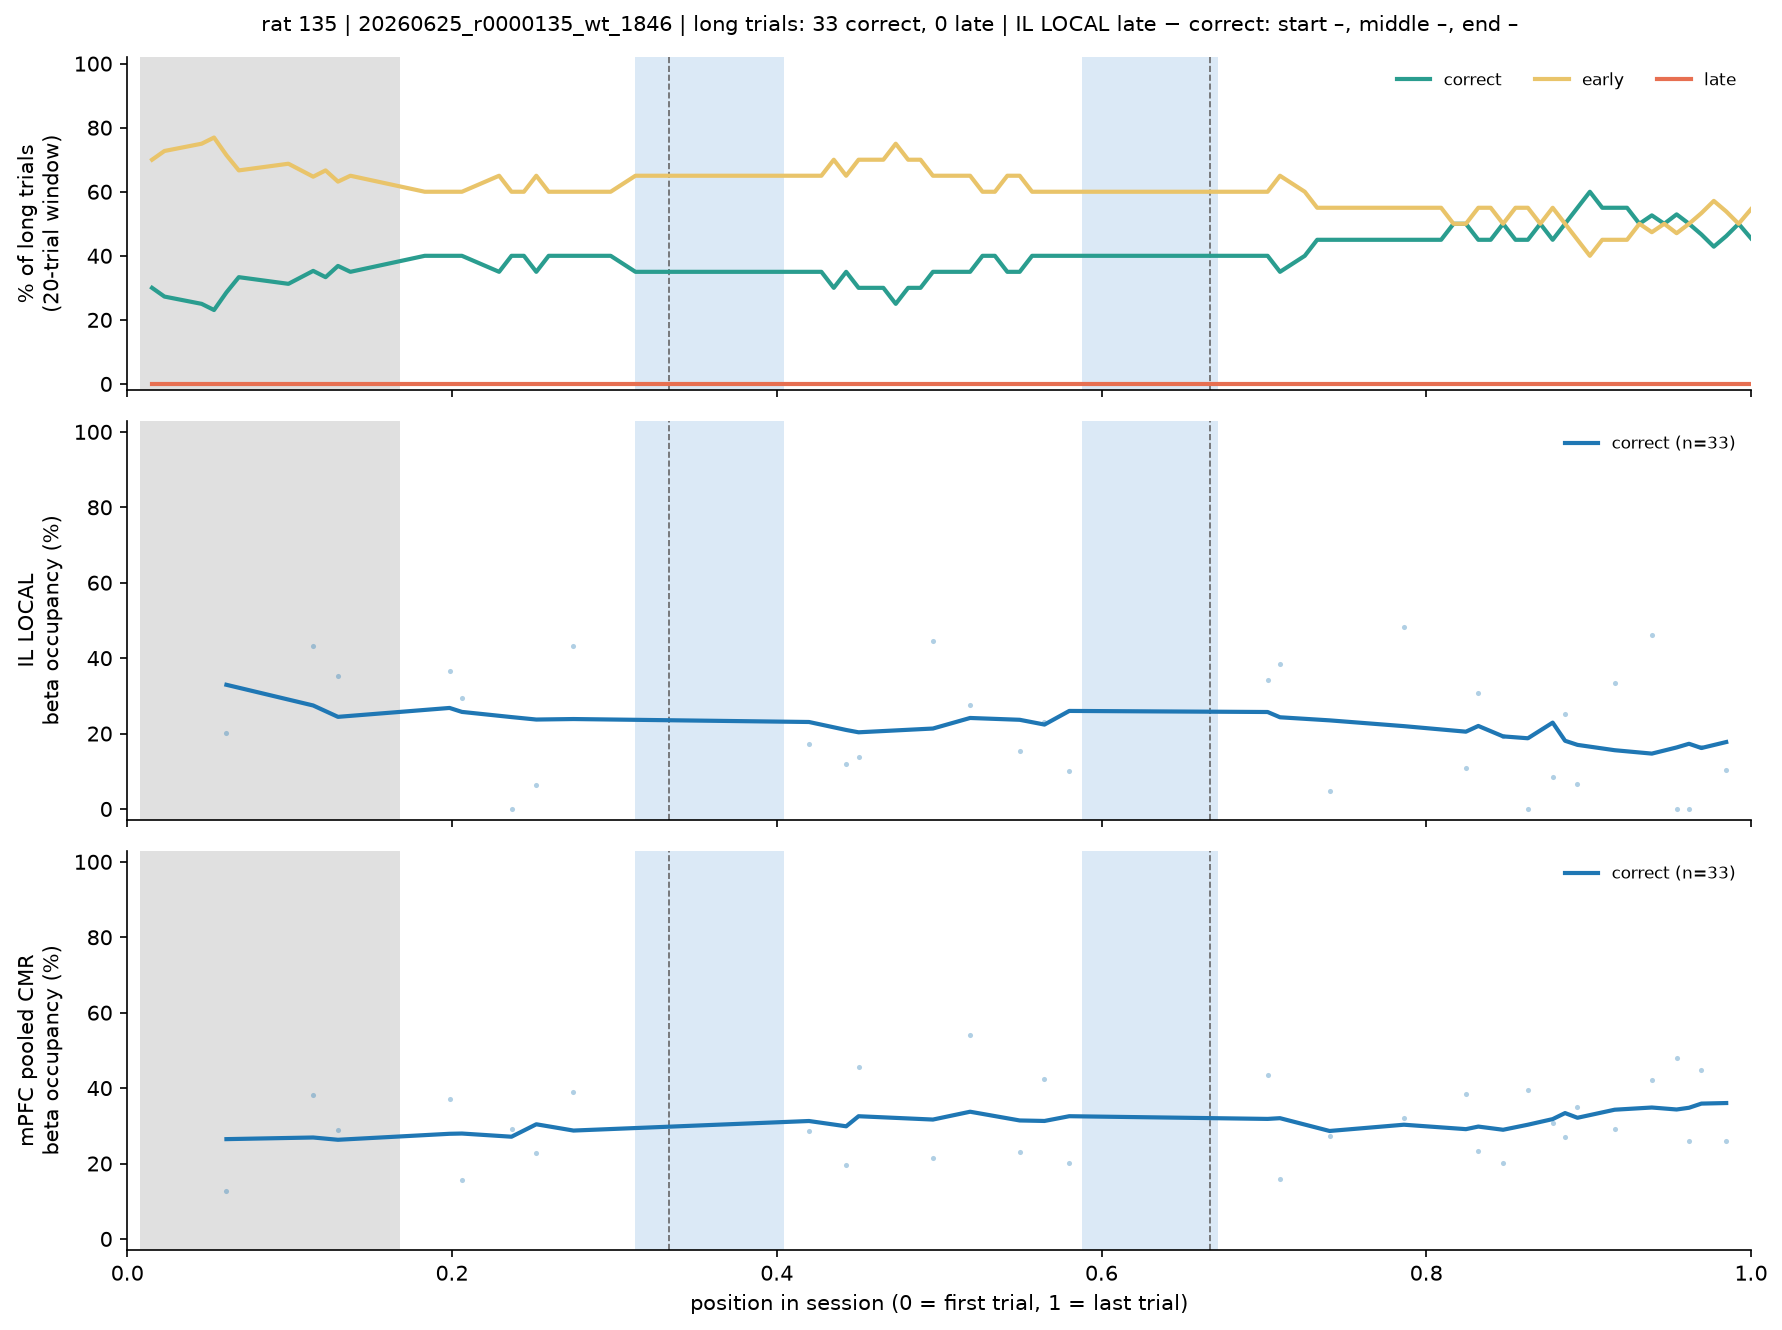 rat 135 | 20260625_r0000135_wt_1846 | long trials: 33 correct, 0 late | IL LOCAL late − correct: start –, middle –, end –
100
80
60
40
20
0
% of long trials
(20-trial window)
correct
early
late
100
80
60
40
20
0
IL LOCAL
beta occupancy (%)
correct (n=33)
100
80
60
40
20
0
mPFC pooled CMR
beta occupancy (%)
correct (n=33)
0.0 0.2 0.4 0.6 0.8 1.0
position in session (0 = first trial, 1 = last trial)